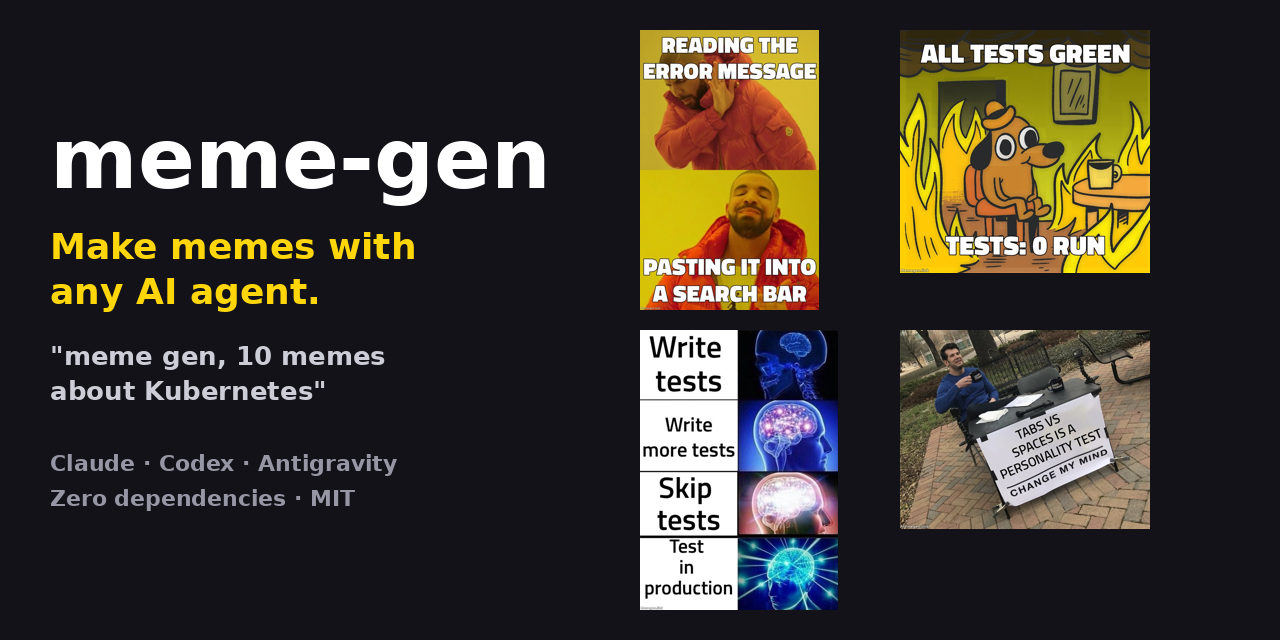 meme-gen
Make memes with
any AI agent.
"meme gen, 10 memes
about Kubernetes"
Claude · Codex · Antigravity
Zero dependencies · MIT
READING THE
ERROR MESSAGE
PASTING IT INTO
A SEARCH BAR
ALL TESTS GREEN
TESTS: 0 RUN
Write
tests
Write
more tests
Skip
tests
Test
in
production
TABS VS
SPACES IS A
PERSONALITY TEST
CHANGE MY MIND